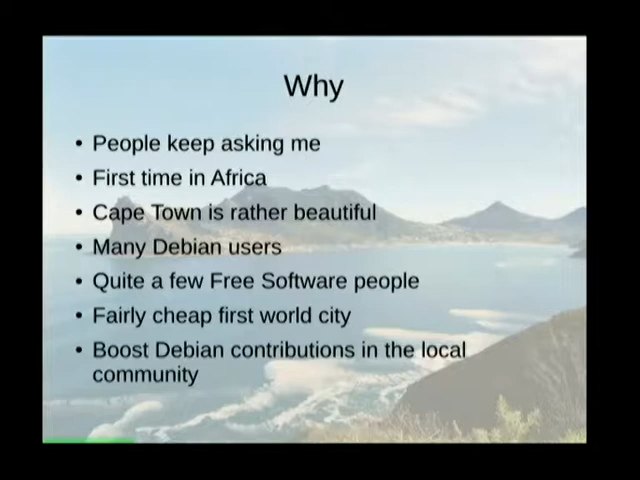 Why
• People keep asking me
• First time in Africa
• Cape Town is rather beautiful
• Many Debian users
• Quite a few Free Software people
• Fairly cheap first world city
• Boost Debian contributions in the local
community